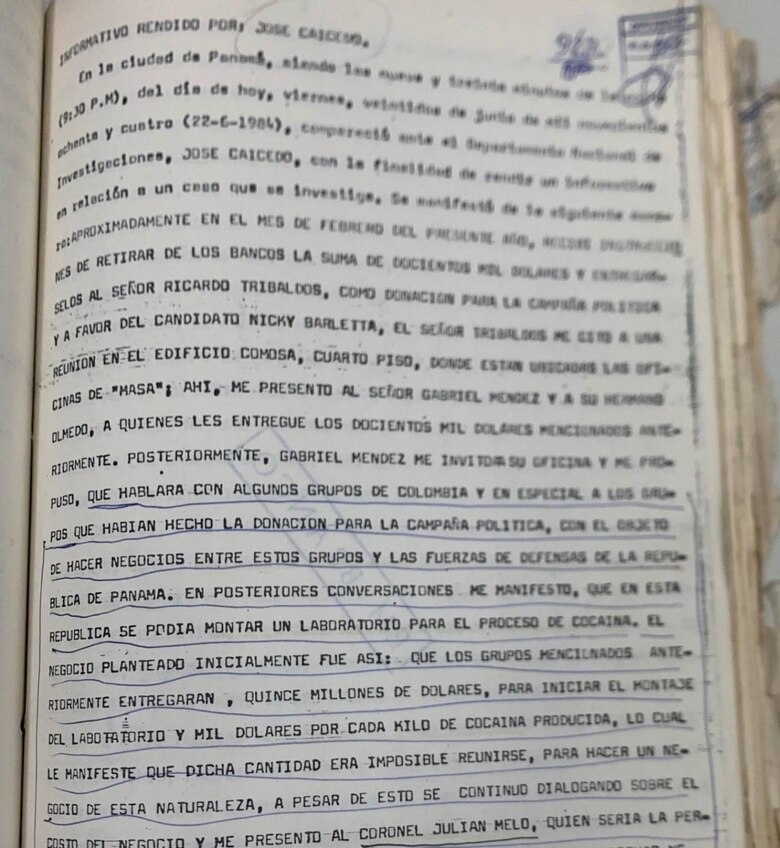 INFORMATIVO RENDIDO POR: JOSE CAICEDO.
En la ciudad de Panamá, siendo las nueve y treinta minutos de
(9:30 P.M), del día de hoy, viernes, veintidos de junio de mil novecientos
ochenta y cuatro (22-6-1984), compareció ante el Departamento Nacional de
Investigaciones, JOSE CAICEDO, con la finalidad de rendir un informativo
en relación a un caso que se investiga. Se manifestó de la siguiente mane-
ra:APROXIMADAMENTE EN EL MES DE FEBRERO DEL PRESENTE AÑO, RECIBI INSTRUCCIO
NES DE RETIRAR DE LOS BANCOS LA SUMA DE DOCIENTOS MIL DOLARES Y ENTREGAR-
SELOS AL SEÑOR RICARDO TRIBALDOS, COMO DONACION PARA LA CAMPAÑA POLITICA
Y A FAVOR DEL CANDIDATO NICKY BARLETTA, EL SEÑOR TRIBALDOS ME CITO A UNA
REUNION EN EL EDIFICIO COMOSA, CUARTO PISO, DONDE ESTAN UBICADAS LAS OFI-
CINAS DE "MASA"; AHI, ME PRESENTO AL SEÑOR GABRIEL MENDEZ Y A SU HERMANO
OLMEDO, A QUIENES LES ENTREGUE LOS DOCIENTOS MIL DOLARES MENCIONADOS ANTE-
RIORMENTE. POSTERIORMENTE, GABRIEL MENDEZ ME INVITO A SU OFICINA Y ME PRO-
PUSO, QUE HABLARA CON ALGUNOS GRUPOS DE COLOMBIA Y EN ESPECIAL A LOS GRU-
POS QUE HABIAN HECHO LA DONACION PARA LA CAMPAÑA POLITICA, CON EL OBJETO
DE HACER NEGOCIOS ENTRE ESTOS GRUPOS Y LAS FUERZAS DE DEFENSAS DE LA REPU-
BLICA DE PANAMA. EN POSTERIORES CONVERSACIONES ME MANIFESTO, QUE EN ESTA
REPUBLICA SE PODIA MONTAR UN LABORATORIO PARA EL PROCESO DE COCAINA. EL
NEGOCIO PLANTEADO INICIALMENTE FUE ASI: QUE LOS GRUPOS MENCIONADOS ANTE-
RIORMENTE ENTREGARAN , QUINCE MILLONES DE DOLARES, PARA INICIAR EL MONTAJE
DEL LABORATORIO Y MIL DOLARES POR CADA KILO DE COCAINA PRODUCIDA, LO CUAL
LE MANIFESTE QUE DICHA CANTIDAD ERA IMPOSIBLE REUNIRSE, PARA HACER UN NE-
GOCIO DE ESTA NATURALEZA, A PESAR DE ESTO SE CONTINUO DIALOGANDO SOBRE EL
COSTO DEL NEGOCIO Y ME PRESENTO AL CORONEL JULIAN MELO, QUIEN SERIA LA PER-